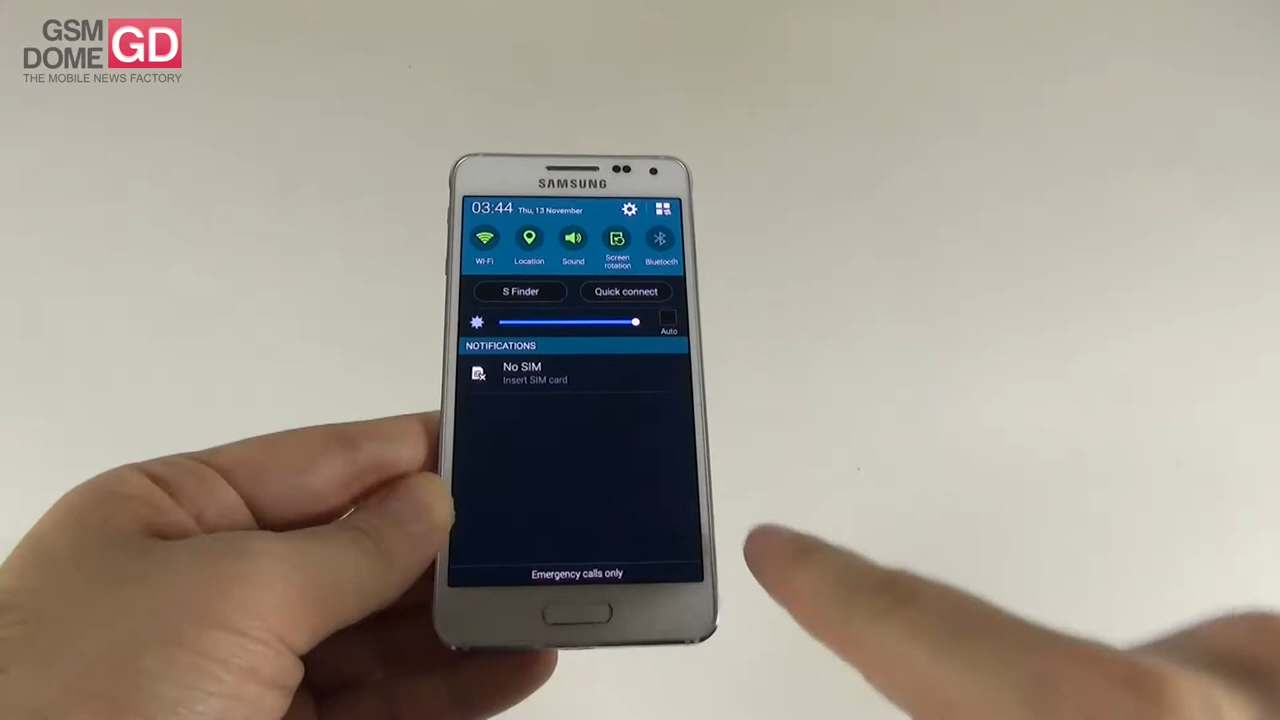 GSM
DOME GD
THE MOBILE NEWS FACTORY
SAMSUNG
03:44 Thu, 13 November
Wi-Fi Location Sound Screen rotation Bluetooth
S Finder Quick connect
Auto
NOTIFICATIONS
No SIM
Insert SIM card
Emergency calls only